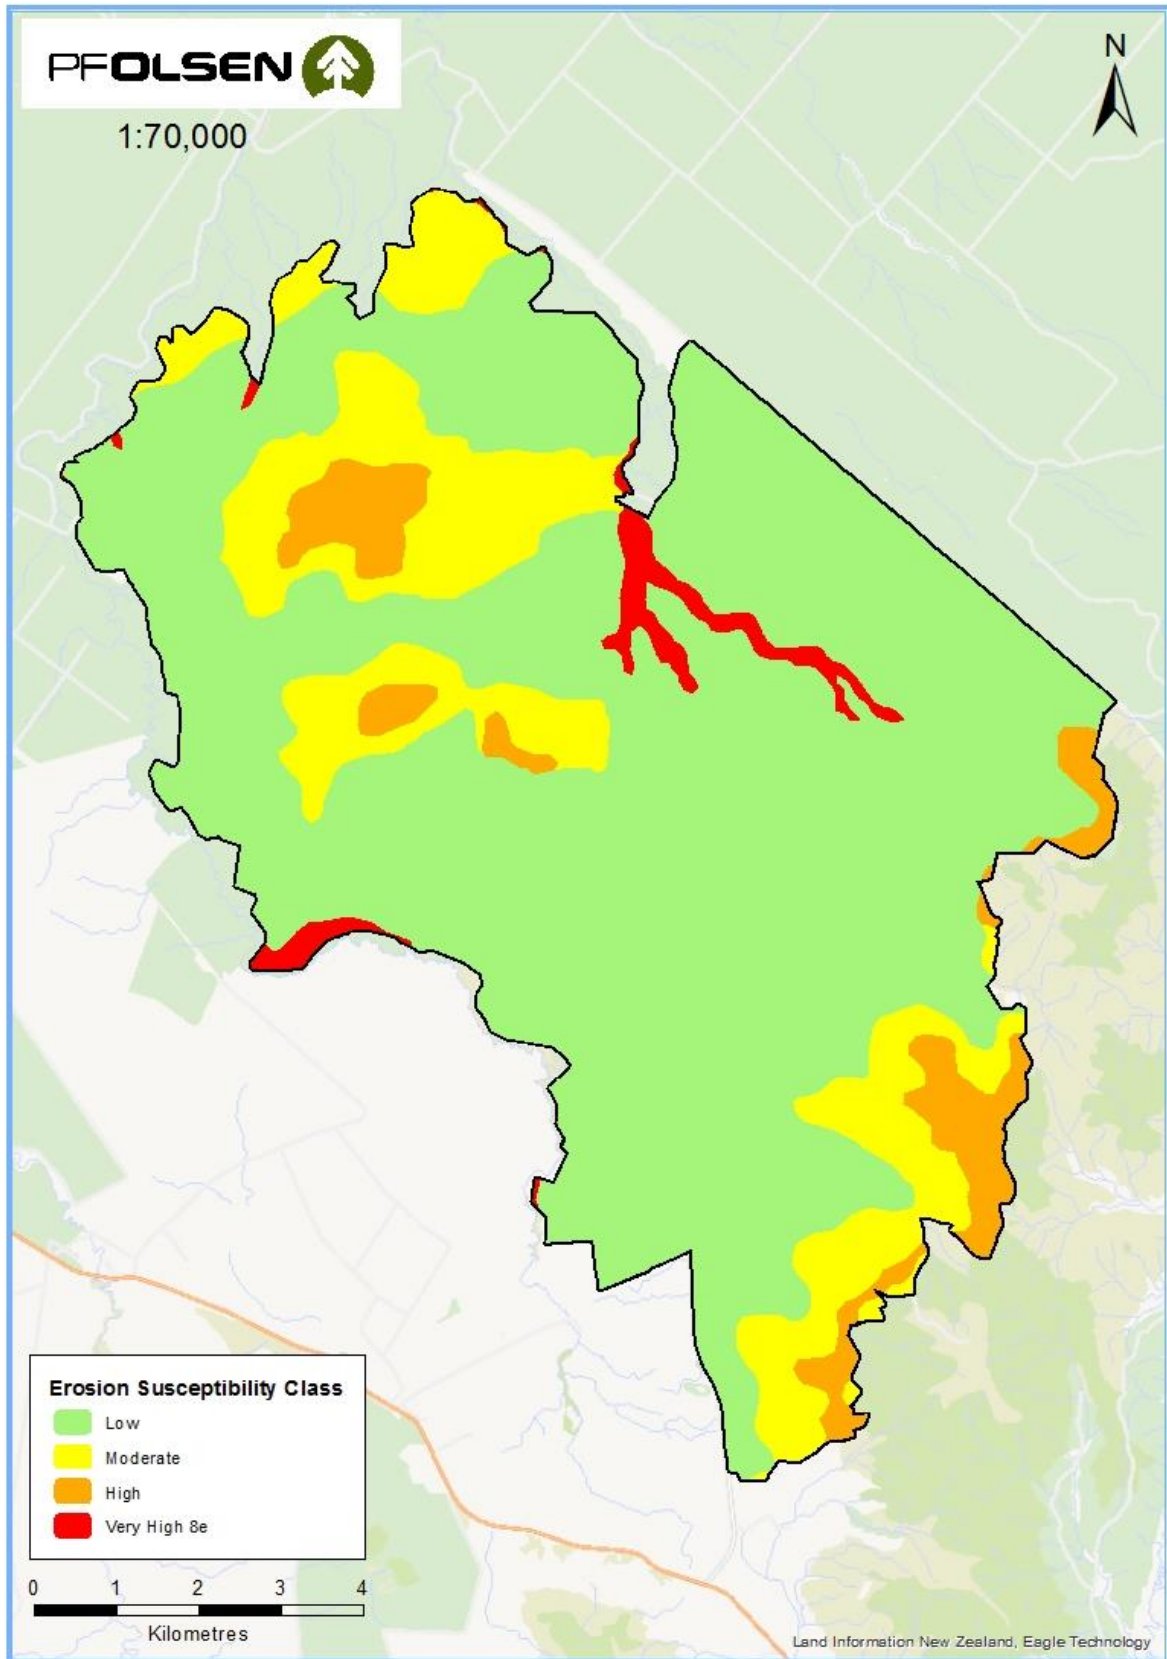 PFOLSEN
N
1:70,000
Erosion Susceptibility Class
Low
Moderate
High
Very High 8e
0 1 2 3 4
Kilometres
Land Information New Zealand, Eagle Technology